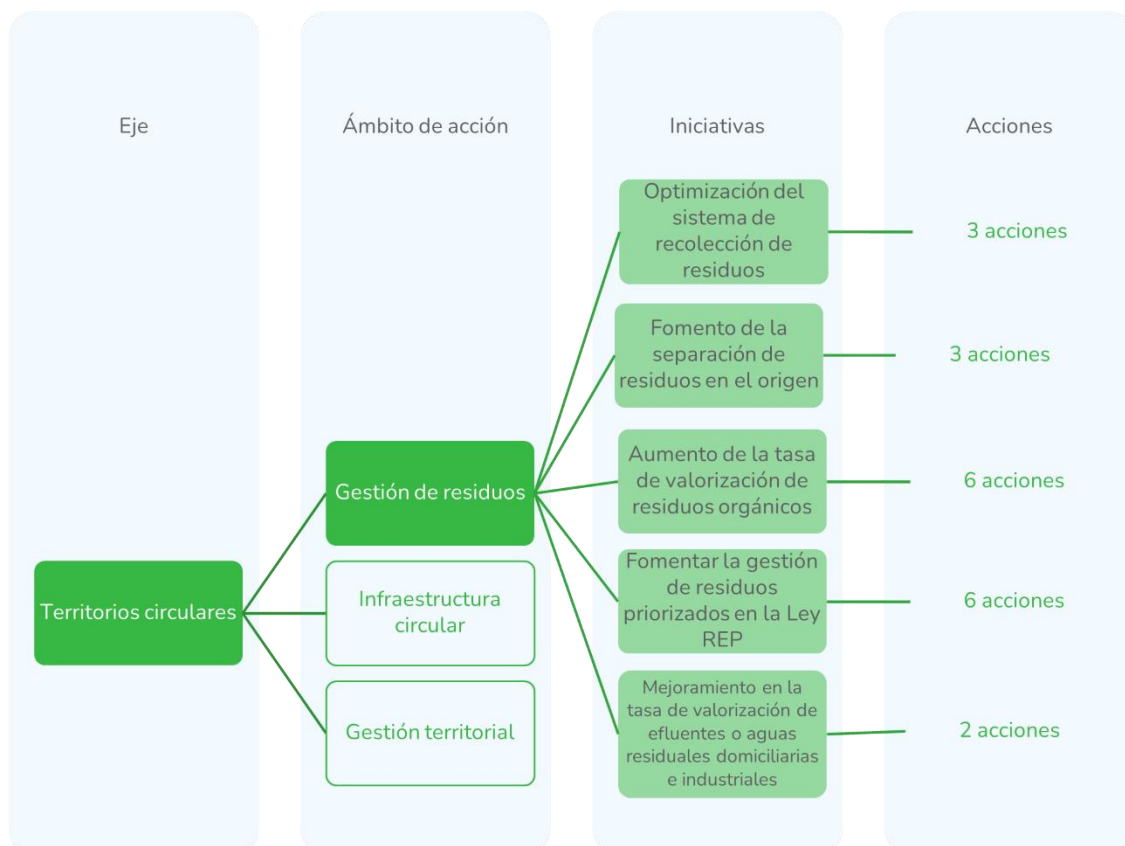 Eje
Ámbito de acción
Iniciativas
Acciones
Territorios circulares
Gestión de residuos
Infraestructura
circular
Gestión territorial
Optimización del
sistema de
recolección de
residuos
3 acciones
Fomento de la
separación de
residuos en el origen
3 acciones
Aumento de la tasa
de valorización de
residuos orgánicos
6 acciones
Fomentar la gestión
de residuos
priorizados en la Ley
REP
6 acciones
Mejoramiento en la
tasa de valorización de
efluentes o aguas
residuales domiciliarias
e industriales
2 acciones